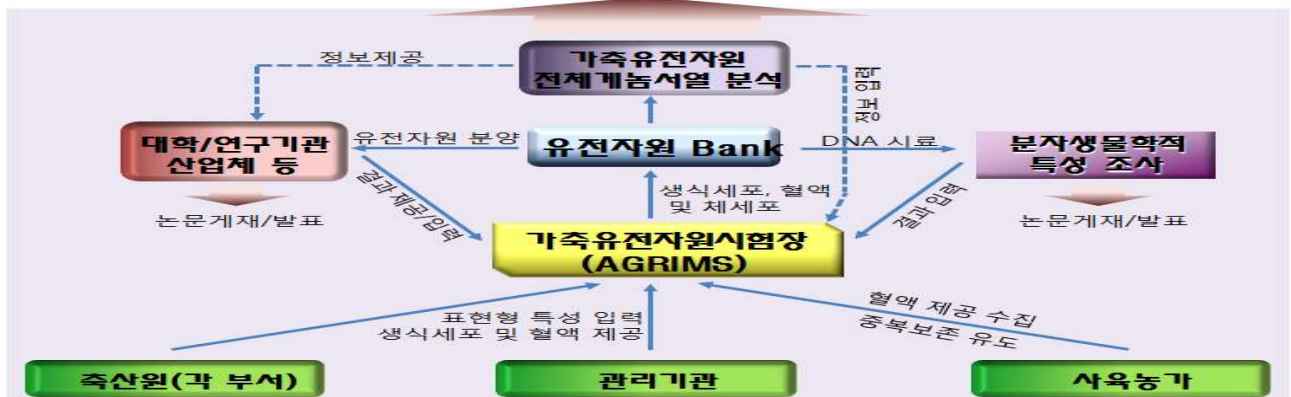 가축유전자원
전체게놈서열 분석
정보제공
정보 입력
대학/연구기관
산업체 등
유전자원 분양
유전자원 Bank
DNA 시료
분자생물학적
특성 조사
결과제공/입력
생식세포, 혈액
및 체세포
결과입력
논문게재/발표
논문게재/발표
가축유전자원시험장
(AGRIMS)
표현형 특성 입력
생식세포 및 혈액 제공
혈액 제공 수집
중복보존 유도
축산원(각 부서)
관리기관
사육농가